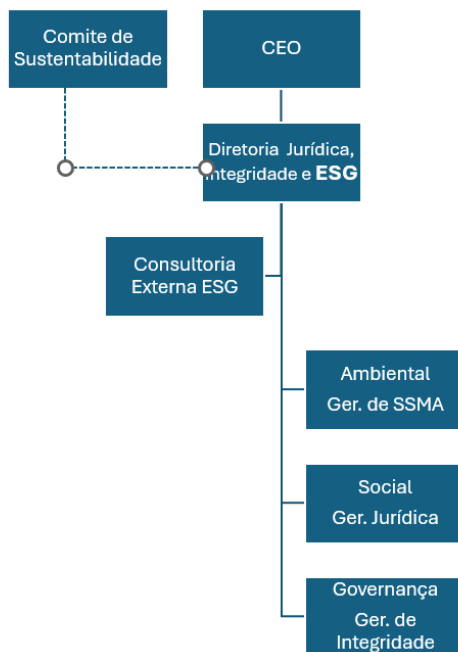 Comite de
Sustentabilidade
CEO
Diretoria Jurídica,
Integridade e ESG
Consultoria
Externa ESG
Ambiental
Ger. de SSMA
Social
Ger. Jurídica
Governança
Ger. de
Integridade